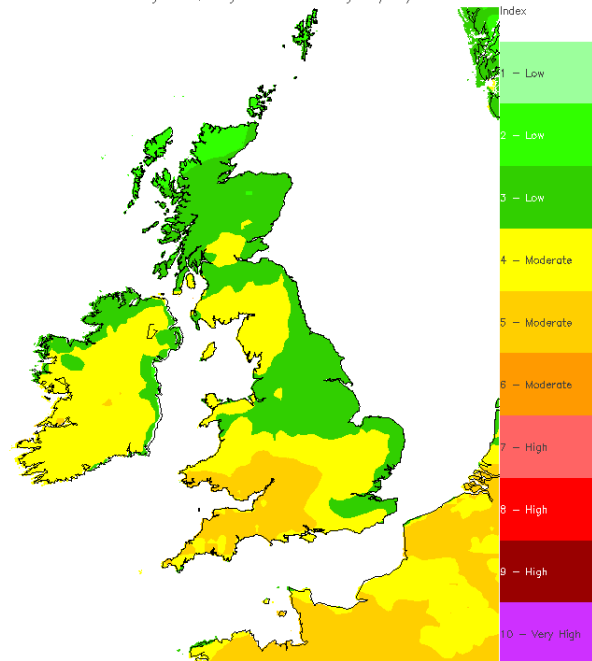 Index
1 - Low
2 - Low
3 - Low
4 - Moderate
5 - Moderate
6 - Moderate
7 - High
8 - High
9 - High
10 - Very High